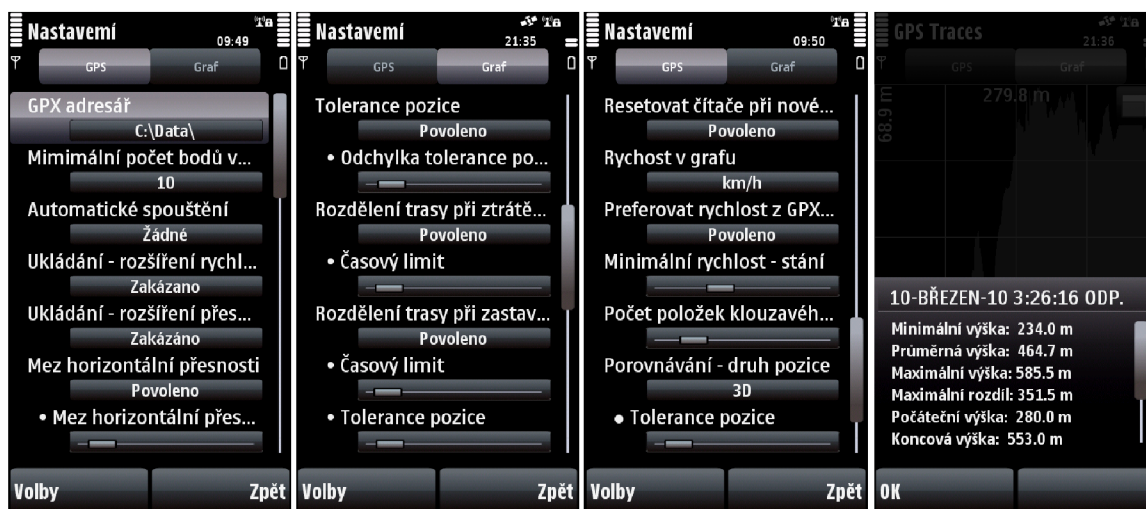 Nastavemí
09:49
GPS
Graf
GPX adresář
C:\Data\
Mimimální počet bodů v...
10
Automatické spouštění
Žádné
Ukládání - rozšíření rychl...
Zakázano
Ukládání - rozšíření přes...
Zakázáno
Mez horizontální přesnosti
Povoleno
• Mez horizontální přes...
Volby
Zpět
Nastavemí
21:35
GPS
Graf
Tolerance pozice
Povoleno
• Odchylka tolerance po...
Rozdělení trasy při ztrátě...
Povoleno
• Časový limit
Rozdělení trasy při zastav...
Povoleno
• Časový limit
• Tolerance pozice
Volby
Zpět
Nastavemí
09:50
GPS
Graf
Resetovat čítače při nové...
Povoleno
Rychost v grafu
km/h
Preferovat rychlost z GPX...
Povoleno
Minimální rychlost - stání
Počet položek klouzavéh...
Porovnávání - druh pozice
3D
• Tolerance pozice
Volby
Zpět
GPS Traces
21:36
GPS
Graf
279.8 m
68.9 m
10-BŘEZEN-10 3:26:16 ODP.
Minimální výška: 234.0 m
Průměrná výška: 464.7 m
Maximální výška: 585.5 m
Maximální rozdíl: 351.5 m
Počáteční výška: 280.0 m
Koncová výška: 553.0 m
OK